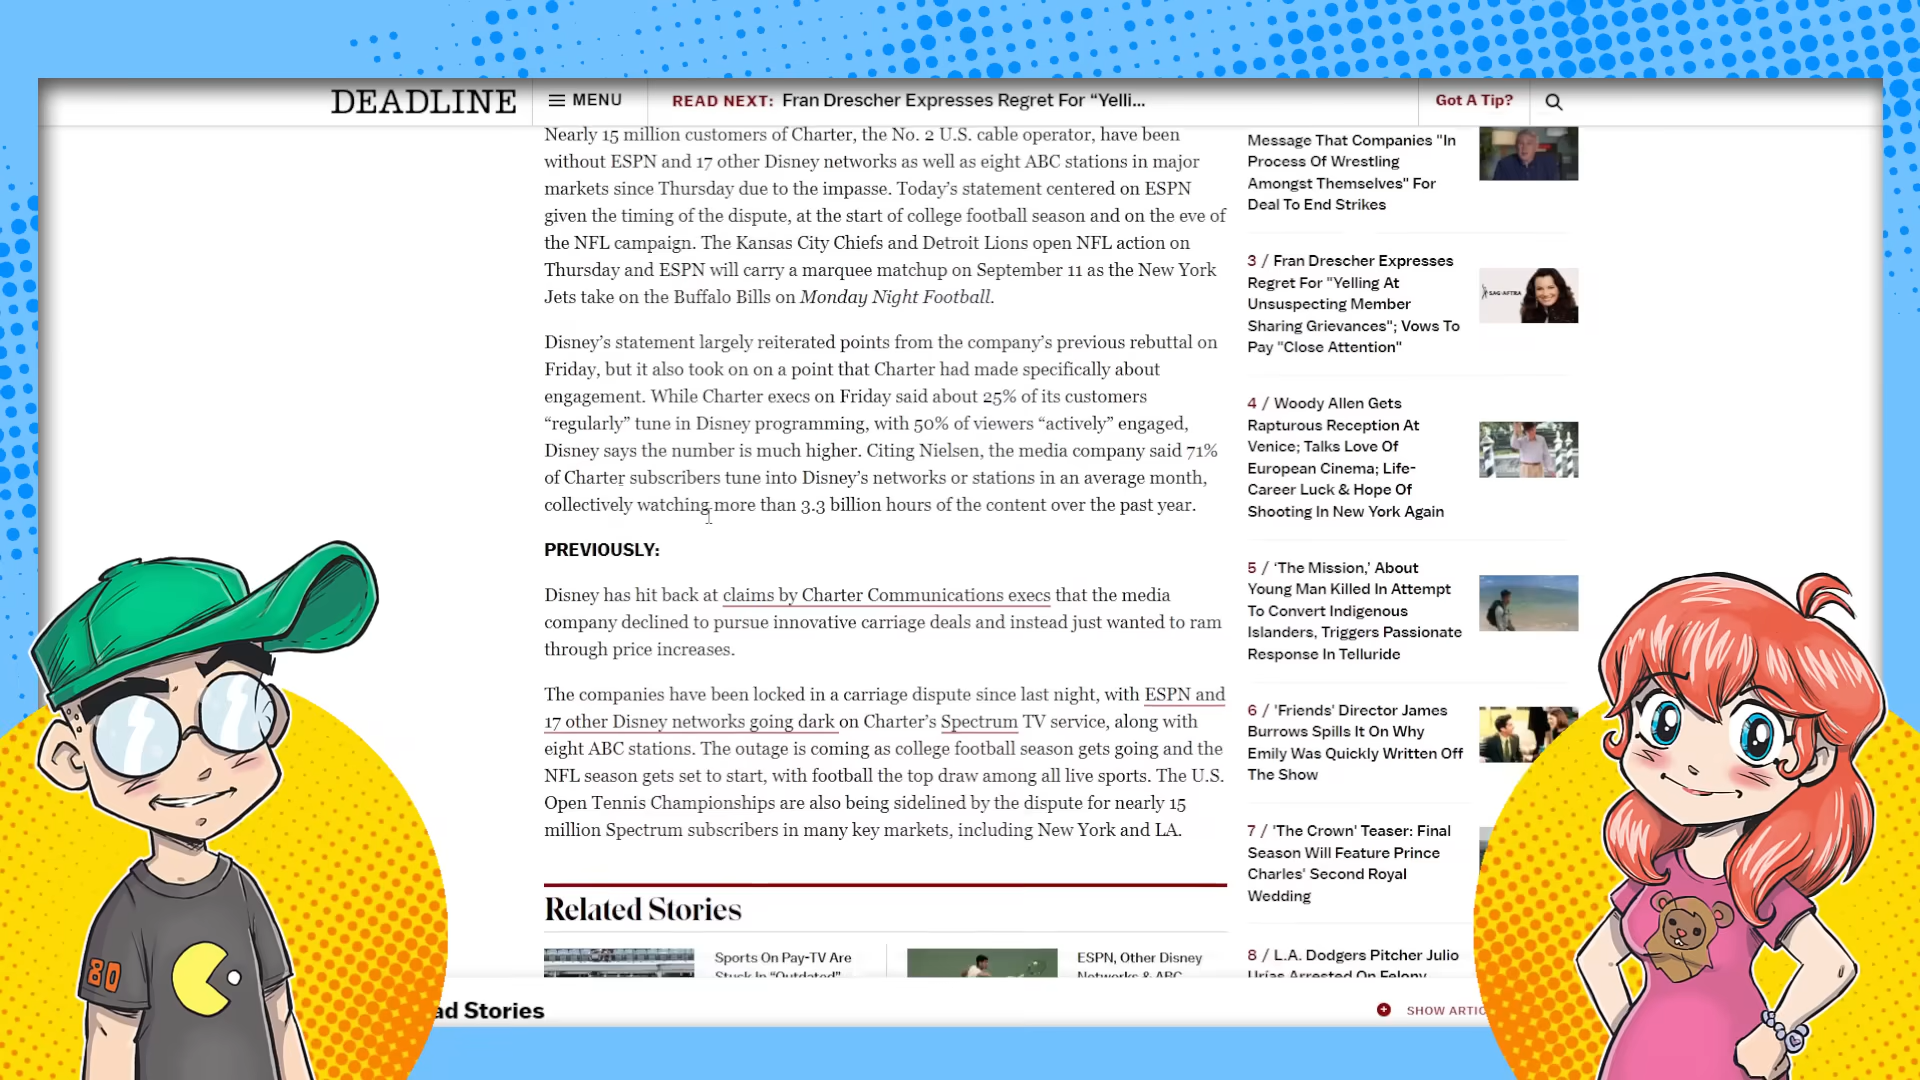 DEADLINE
MENU
READ NEXT: Fran Drescher Expresses Regret For “Yelli...
Got A Tip?
Nearly 15 million customers of Charter, the No. 2 U.S. cable operator, have been
without ESPN and 17 other Disney networks as well as eight ABC stations in major
markets since Thursday due to the impasse. Today’s statement centered on ESPN
given the timing of the dispute, at the start of college football season and on the eve of
the NFL campaign. The Kansas City Chiefs and Detroit Lions open NFL action on
Thursday and ESPN will carry a marquee matchup on September 11 as the New York
Jets take on the Buffalo Bills on Monday Night Football.
Disney’s statement largely reiterated points from the company’s previous rebuttal on
Friday, but it also took on on a point that Charter had made specifically about
engagement. While Charter execs on Friday said about 25% of its customers
“regularly” tune in Disney programming, with 50% of viewers “actively” engaged,
Disney says the number is much higher. Citing Nielsen, the media company said 71%
of Charter subscribers tune into Disney’s networks or stations in an average month,
collectively watching more than 3.3 billion hours of the content over the past year.
PREVIOUSLY:
Disney has hit back at claims by Charter Communications execs that the media
company declined to pursue innovative carriage deals and instead just wanted to ram
through price increases.
The companies have been locked in a carriage dispute since last night, with ESPN and
17 other Disney networks going dark on Charter’s Spectrum TV service, along with
eight ABC stations. The outage is coming as college football season gets going and the
NFL season gets set to start, with football the top draw among all live sports. The U.S.
Open Tennis Championships are also being sidelined by the dispute for nearly 15
million Spectrum subscribers in many key markets, including New York and LA.
Related Stories
Sports On Pay-TV Are
Stuck In “Outdated”
ESPN, Other Disney
Networks & ABC
Message That Companies "In
Process Of Wrestling
Amongst Themselves" For
Deal To End Strikes
3 / Fran Drescher Expresses
Regret For "Yelling At
Unsuspecting Member
Sharing Grievances"; Vows To
Pay "Close Attention"
SAG-AFTRA
4 / Woody Allen Gets
Rapturous Reception At
Venice; Talks Love Of
European Cinema; Life-
Career Luck & Hope Of
Shooting In New York Again
5 / ‘The Mission,’ About
Young Man Killed In Attempt
To Convert Indigenous
Islanders, Triggers Passionate
Response In Telluride
6 / 'Friends' Director James
Burrows Spills It On Why
Emily Was Quickly Written Off
The Show
7 / 'The Crown' Teaser: Final
Season Will Feature Prince
Charles' Second Royal
Wedding
8 / L.A. Dodgers Pitcher Julio
Urías Arrested On Felony
ad Stories
SHOW ARTIC
80